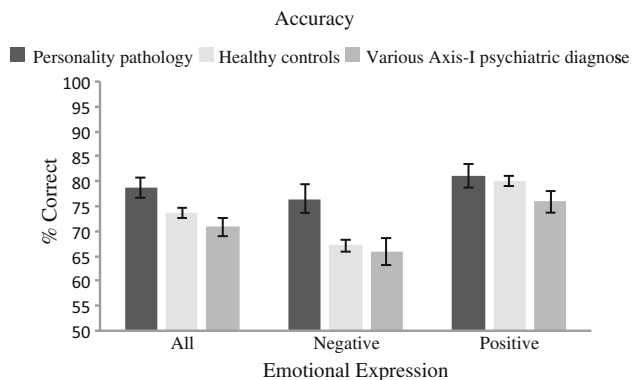 Accuracy
Personality pathology Healthy controls Various Axis-I psychiatric diagnose
100
95
90
85
80
75
70
65
60
55
50
% Correct
All Negative Positive
Emotional Expression